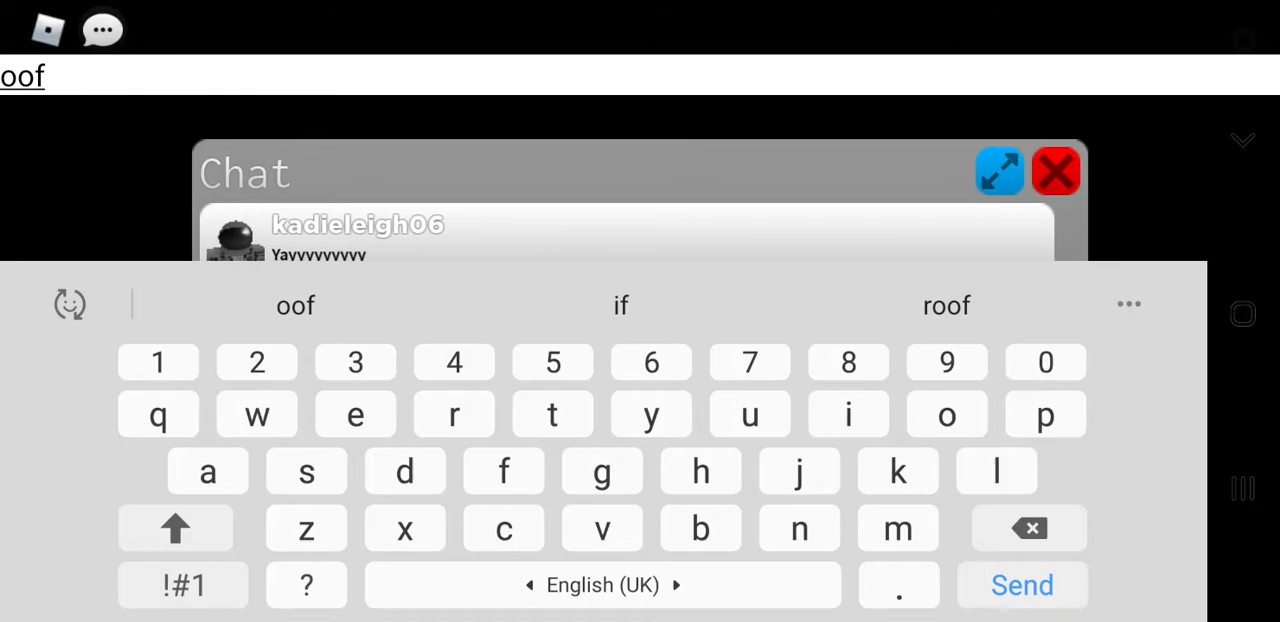 oof
Chat
kadieleigh06
Yayyyyyyyyy
oof if roof
1 2 3 4 5 6 7 8 9 0
q w e r t y u i o p
a s d f g h j k l
z x c v b n m
!#1 ? English (UK) . Send